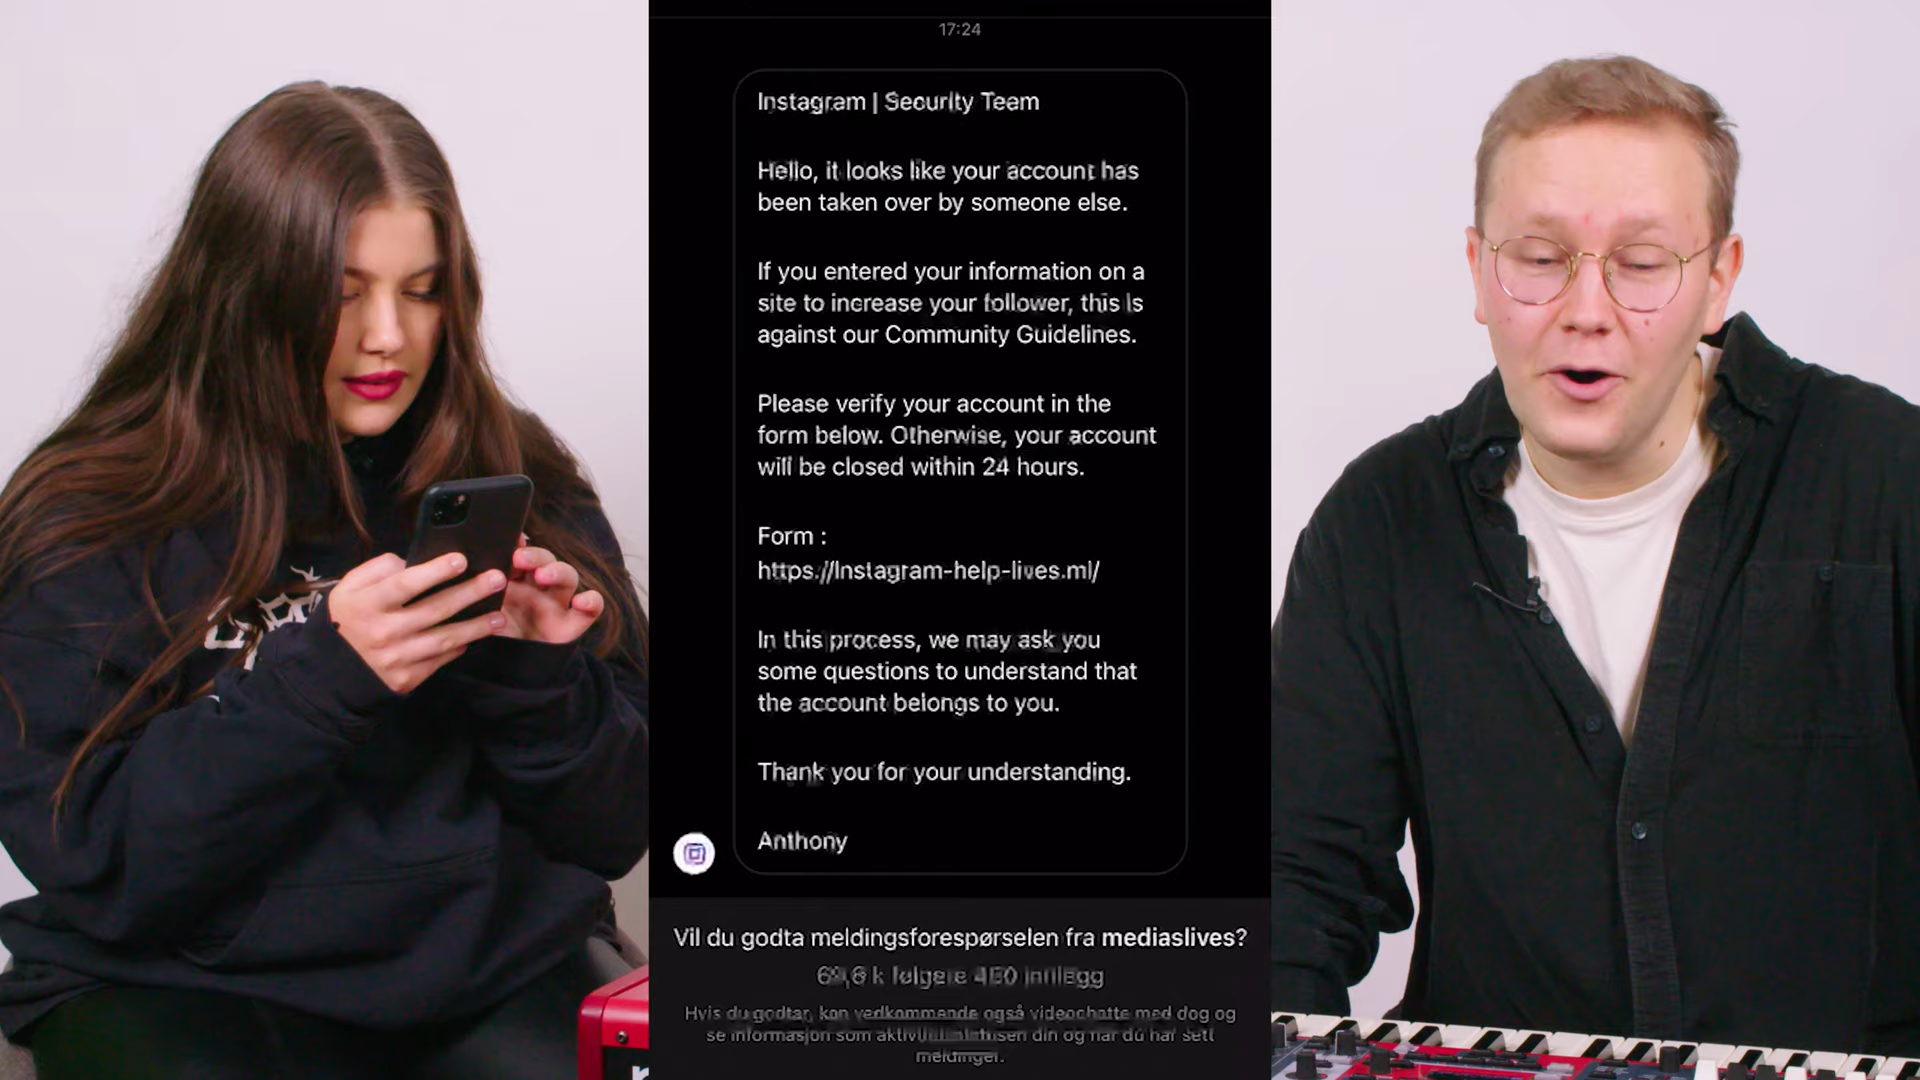 17:24
Instagram | Security Team
Hello, it looks like your account has
been taken over by someone else.
If you entered your information on a
site to increase your follower, this is
against our Community Guidelines.
Please verify your account in the
form below. Otherwise, your account
will be closed within 24 hours.
Form :
https://Instagram-help-lives.ml/
In this process, we may ask you
some questions to understand that
the account belongs to you.
Thank you for your understanding.
Anthony
Vil du godta meldingsforespørselen fra mediaslives?
følgere innlegg
Hvis du godtar, kan vedkommende også videochatte med deg og
se informasjon som din og når du har sett
meldinger.